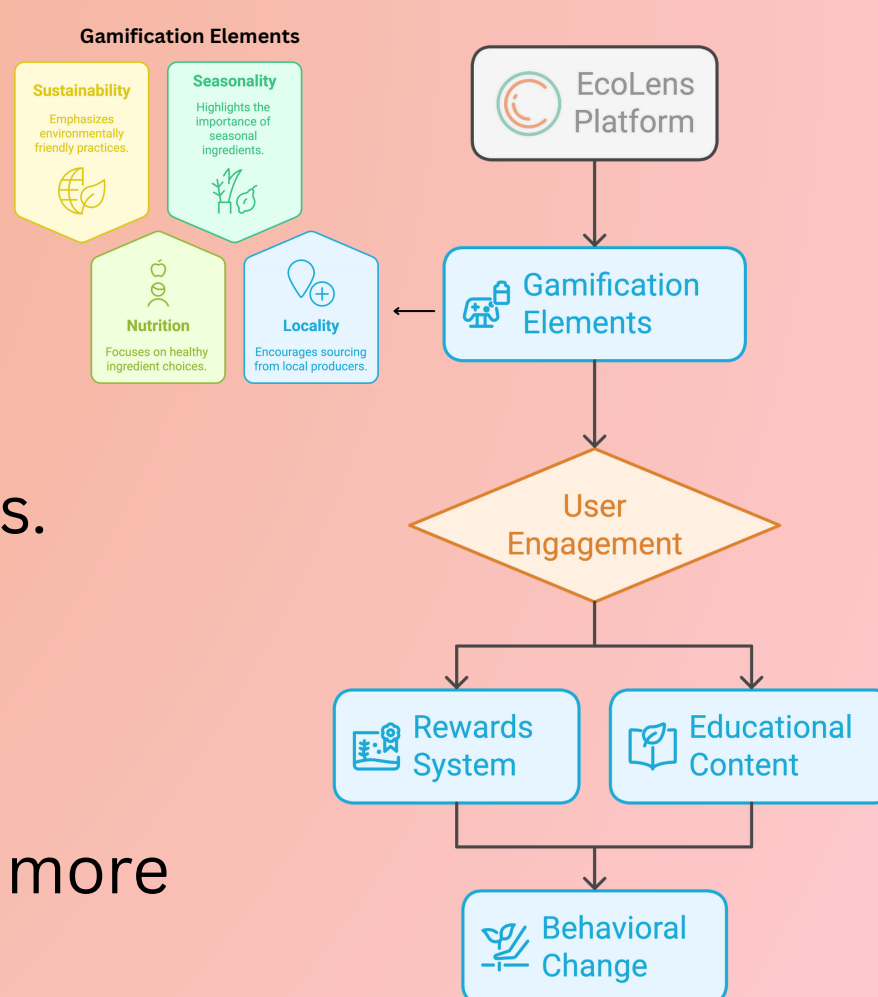 Gamification Elements
Sustainability
Emphasizes
environmentally
friendly practices.
Seasonality
Highlights the
importance of
seasonal
ingredients.
Nutrition
Focuses on healthy
ingredient choices.
Locality
Encourages sourcing
from local producers.
EcoLens
Platform
Gamification
Elements
User
Engagement
s.
Rewards
System
Educational
Content
more
Behavioral
Change